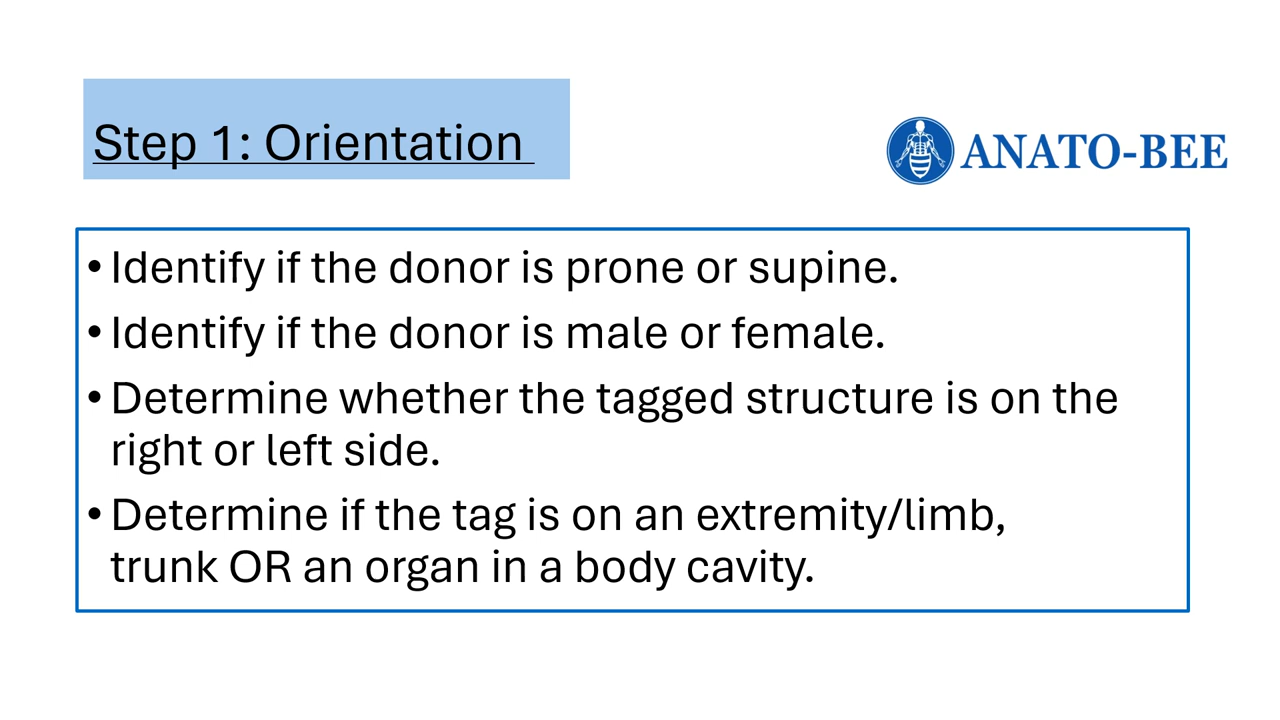 Step 1: Orientation
ANATO-BEE
• Identify if the donor is prone or supine.
• Identify if the donor is male or female.
• Determine whether the tagged structure is on the
right or left side.
• Determine if the tag is on an extremity/limb,
trunk OR an organ in a body cavity.